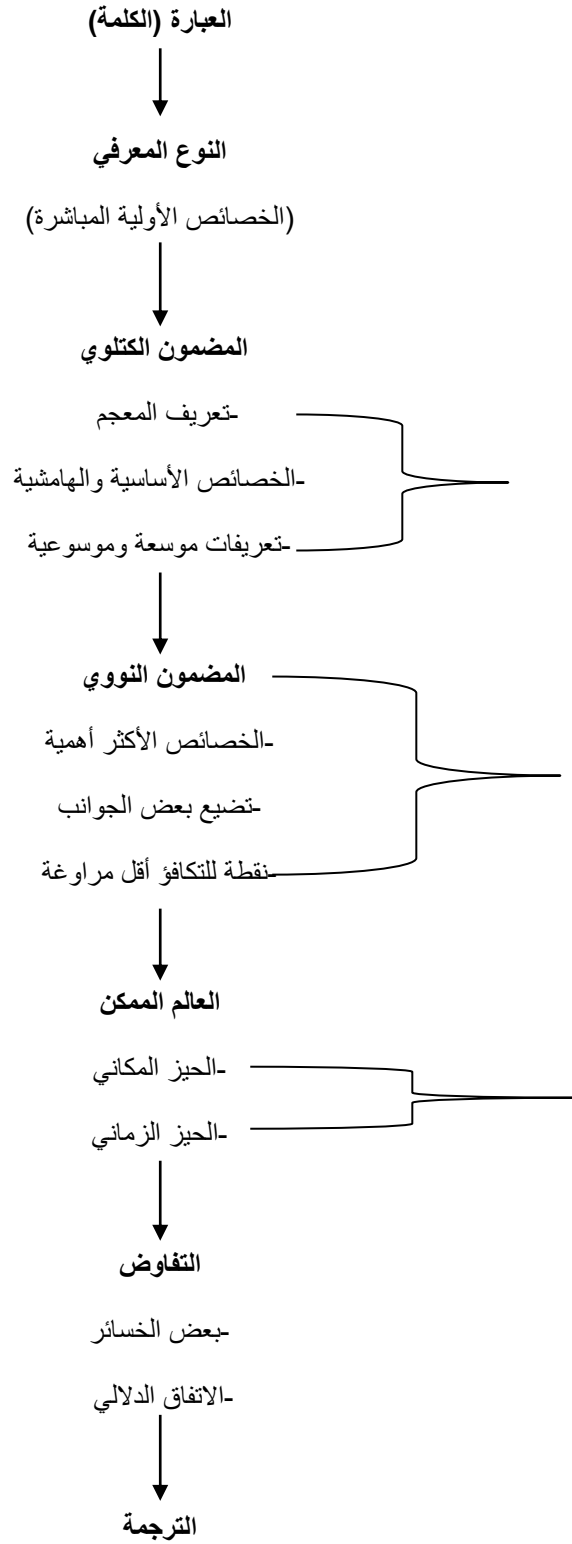 العبارة (الكلمة)
النوع المعرفي
(الخصائص الأولية المباشرة)
المضمون الكتلوي
-تعريف المعجم
-الخصائص الأساسية والهامشية
-تعريفات موسعة وموسوعية
المضمون النووي
-الخصائص الأكثر أهمية
-تضيع بعض الجوانب
-نقطة للتكافؤ أقل مراوغة
العالم الممكن
-الحيز المكاني
-الحيز الزماني
التفاوض
-بعض الخسائر
-الاتفاق الدلالي
الترجمة